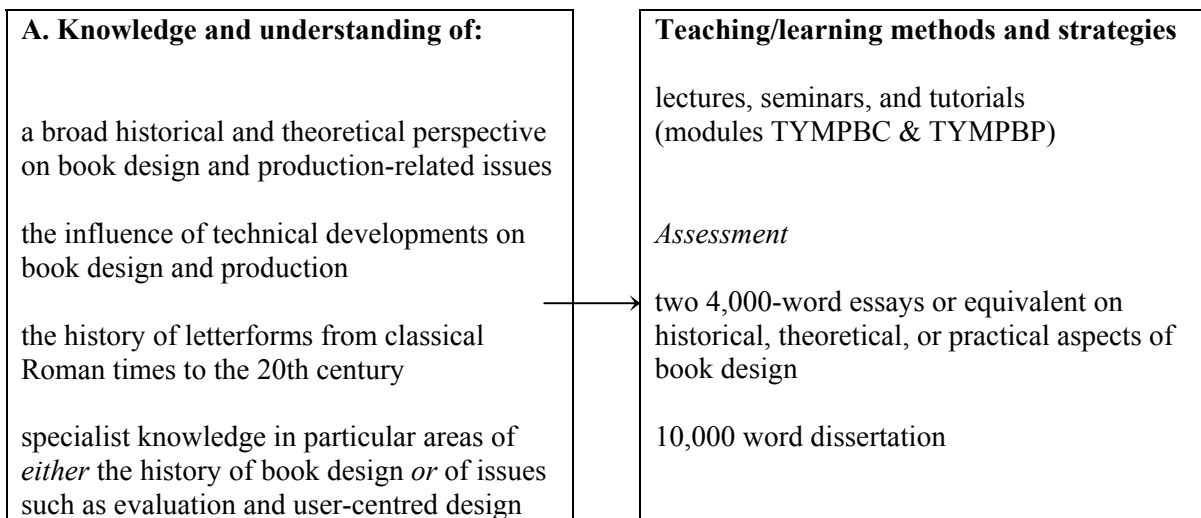 A. Knowledge and understanding of:
a broad historical and theoretical perspective
on book design and production-related issues
the influence of technical developments on
book design and production
the history of letterforms from classical
Roman times to the 20th century
specialist knowledge in particular areas of
either the history of book design or of issues
such as evaluation and user-centred design
Teaching/learning methods and strategies
lectures, seminars, and tutorials
(modules TYMPBC & TYMPBP)
Assessment
two 4,000-word essays or equivalent on
historical, theoretical, or practical aspects of
book design
10,000 word dissertation